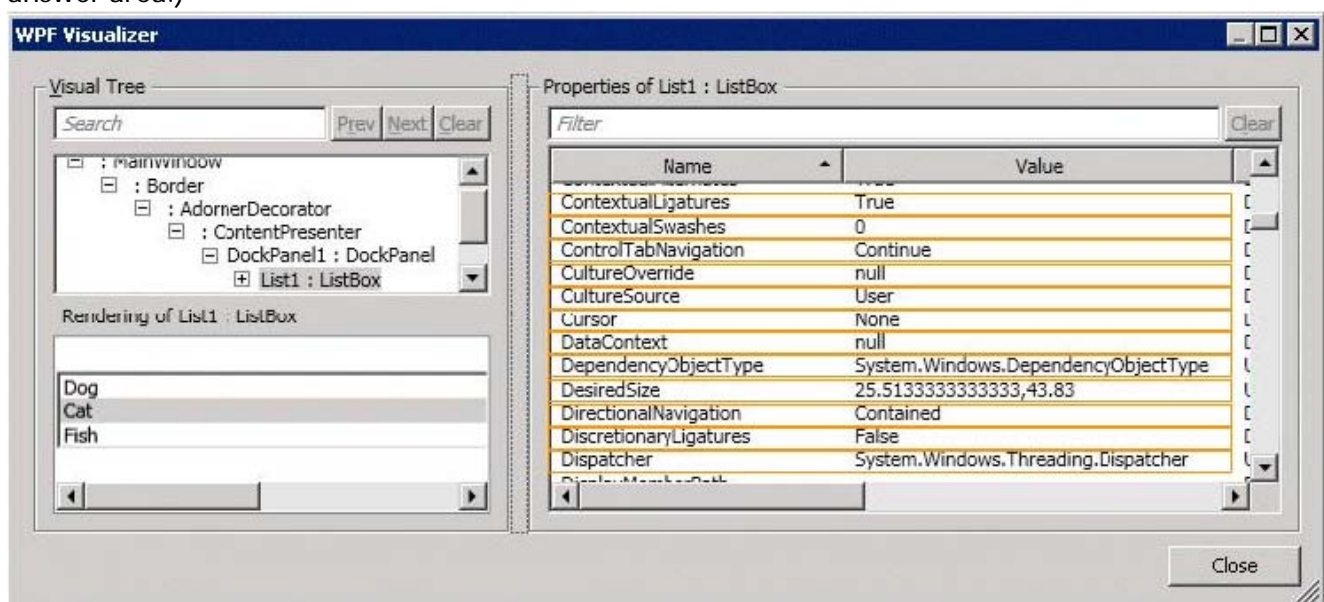 WPF Visualizer
Visual Tree
Search Prev Next Clear
: MainWindow
: Border
: AdornerDecorator
: ContentPresenter
DockPanel1 : DockPanel
List1 : ListBox
Rendering of List1 : ListBox
Dog
Cat
Fish
Properties of List1 : ListBox
Filter Clear
Name Value
ContextualLigatures True
ContextualSwashes 0
ControlTabNavigation Continue
CultureOverride null
CultureSource User
Cursor None
DataContext null
DependencyObjectType System.Windows.DependencyObjectType
DesiredSize 25.5133333333333,43.83
DirectionalNavigation Contained
DiscretionaryLigatures False
Dispatcher System.Windows.Threading.Dispatcher
Close